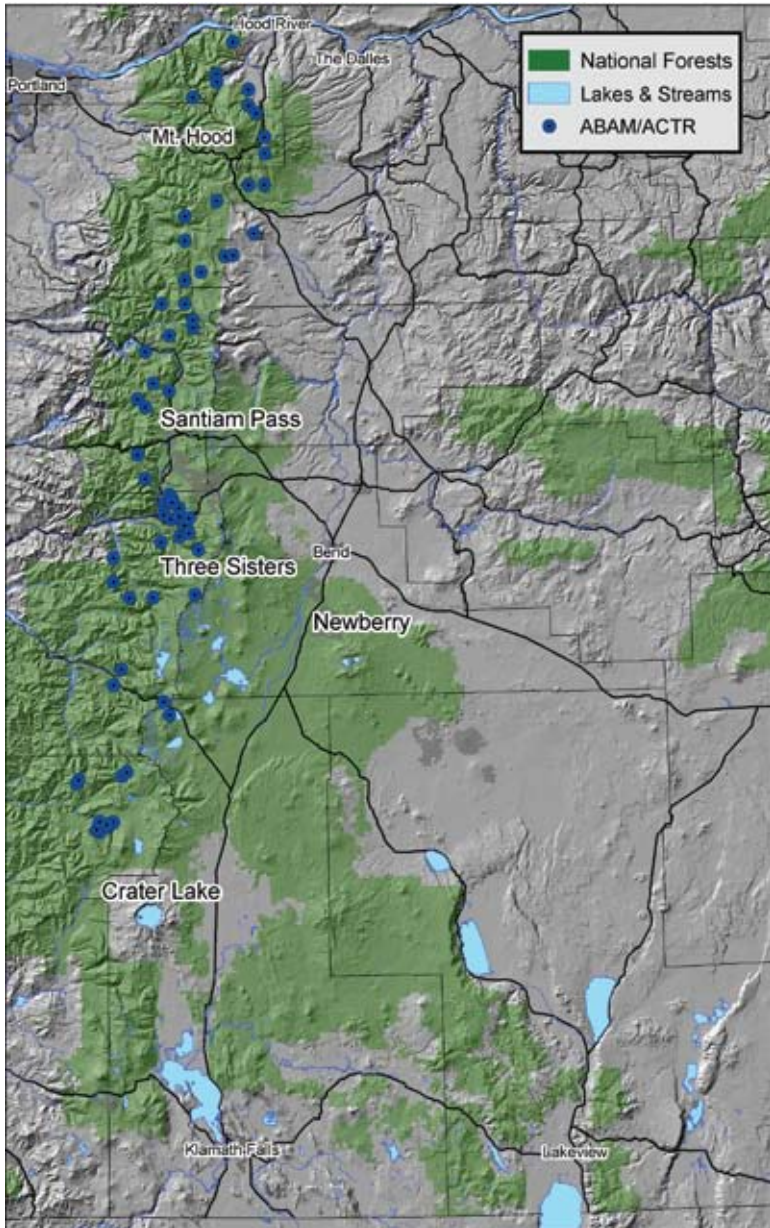 Hood River
The Dalles
Portland
National Forests
Lakes & Streams
ABAM/ACTR
Mt. Hood
Santiam Pass
Three Sisters
Bend
Newberry
Crater Lake
Klamath Falls
Lakeview